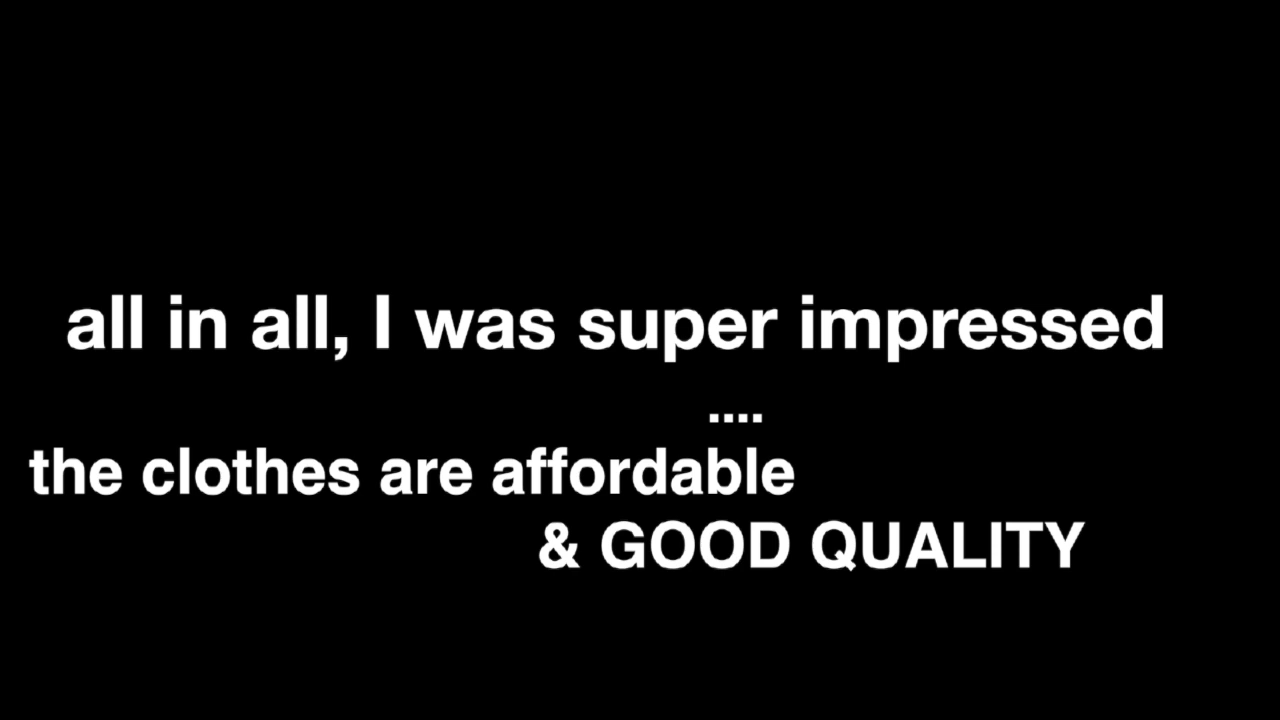 all in all, I was super impressed
....
the clothes are affordable
& GOOD QUALITY